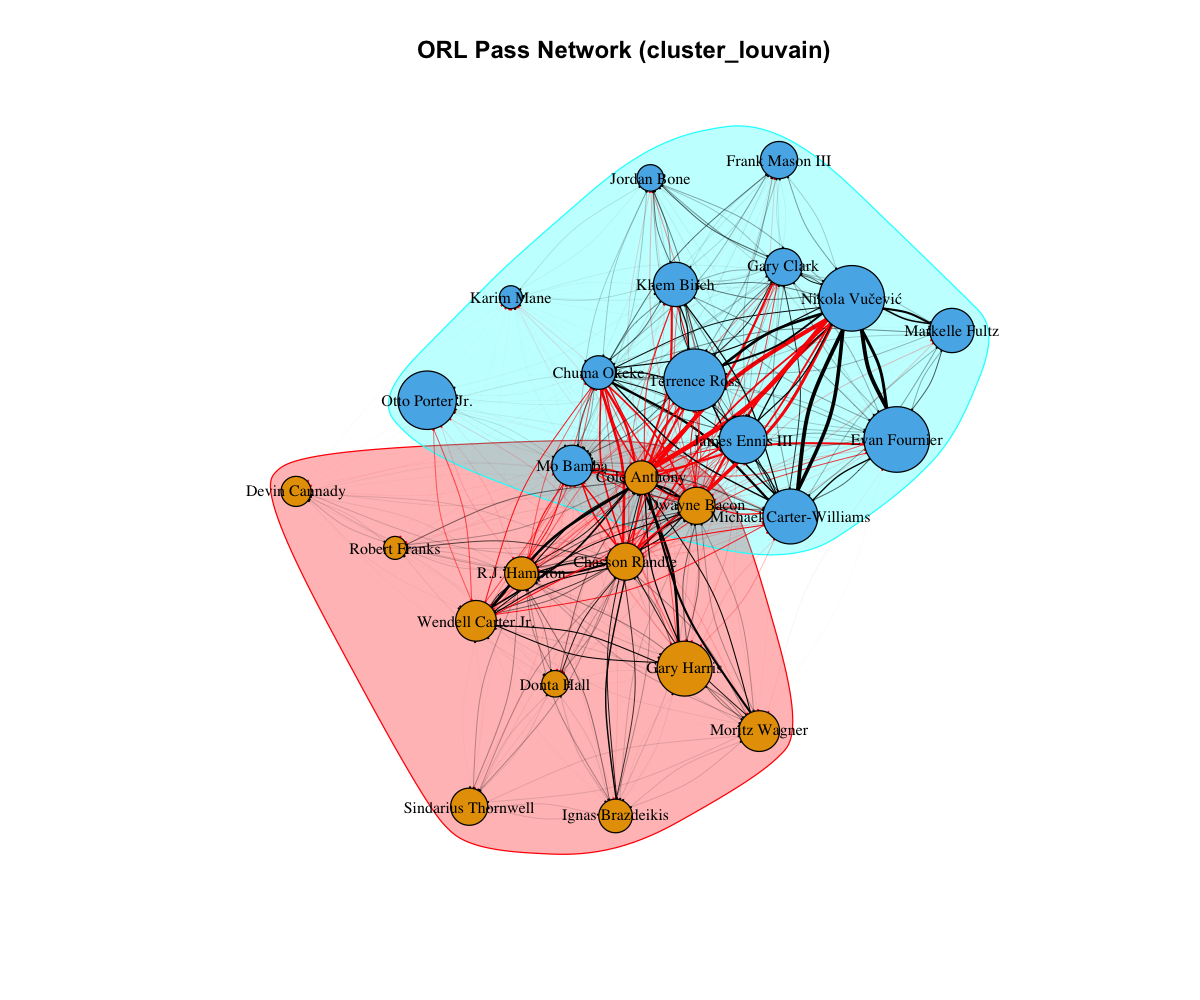 ORL Pass Network (cluster_louvain)
Frank Mason III
Jordan Bone
Gary Clark
Khem Birch
Karim Mane
Nikola Vučević
Markelle Fultz
Chuma Okeke
Terrence Ross
Otto Porter Jr.
James Ennis III
Evan Fournier
Mo Bamba
Cole Anthony
Devin Cannady
Dwayne Bacon
Michael Carter-Williams
Robert Franks
Chasson Randle
R.J. Hampton
Wendell Carter Jr.
Gary Harris
Donta Hall
Moritz Wagner
Sindarius Thornwell
Ignas Brazdeikis